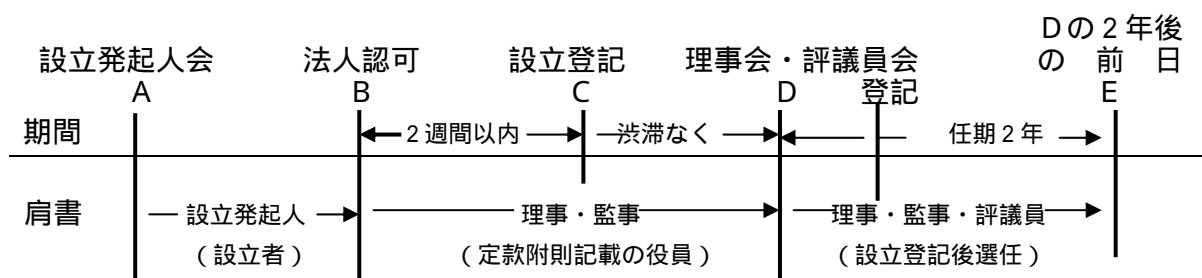 Dの2年後
設立発起人会 法人認可 設立登記 理事会・評議員会 の前日
A B C D 登記 E
期間 2週間以内 渋滞なく 任期2年
肩書 設立発起人 理事・監事 理事・監事・評議員
(設立者) (定款附則記載の役員) (設立登記後選任)